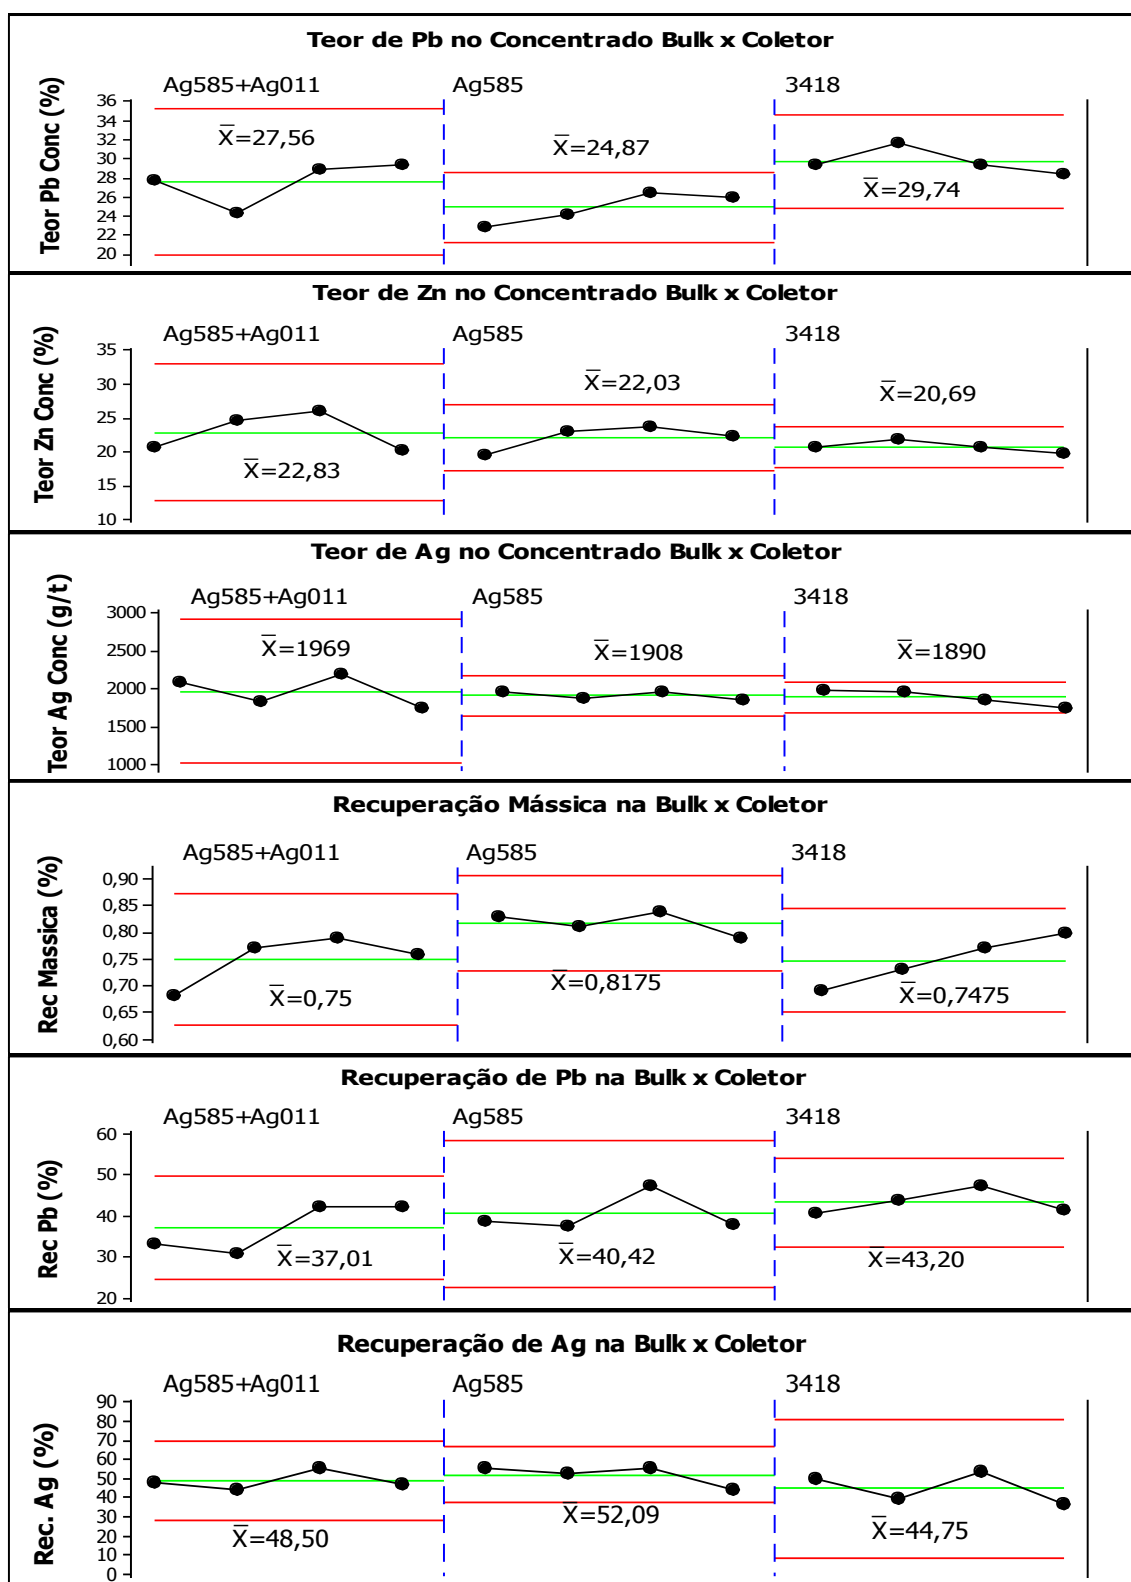 Teor de Pb no Concentrado Bulk x Coletor
Ag585+Ag011 Ag585 3418
Teor Pb Conc (%)
36
34
32
30
28
26
24
22
20
X̄=27,56
X̄=24,87
X̄=29,74
Teor de Zn no Concentrado Bulk x Coletor
Ag585+Ag011 Ag585 3418
Teor Zn Conc (%)
35
30
25
20
15
10
X̄=22,83
X̄=22,03
X̄=20,69
Teor de Ag no Concentrado Bulk x Coletor
Ag585+Ag011 Ag585 3418
Teor Ag Conc (g/t)
3000
2500
2000
1500
1000
X̄=1969
X̄=1908
X̄=1890
Recuperação Mássica na Bulk x Coletor
Ag585+Ag011 Ag585 3418
Rec Massica (%)
0,90
0,85
0,80
0,75
0,70
0,65
0,60
X̄=0,75
X̄=0,8175
X̄=0,7475
Recuperação de Pb na Bulk x Coletor
Ag585+Ag011 Ag585 3418
Rec Pb (%)
60
50
40
30
20
X̄=37,01
X̄=40,42
X̄=43,20
Recuperação de Ag na Bulk x Coletor
Ag585+Ag011 Ag585 3418
Rec. Ag (%)
90
80
70
60
50
40
30
20
10
0
X̄=48,50
X̄=52,09
X̄=44,75